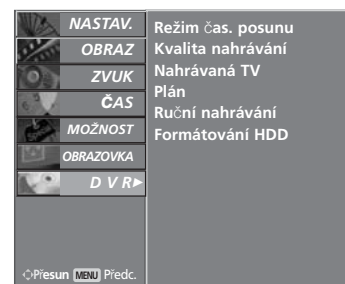 NASTAV.
OBRAZ
ZVUK
ČAS
MOŽNOST
OBRAZOVKA
D V R
Režim čas. posunu
Kvalita nahrávání
Nahrávaná TV
Plán
Ruční nahrávání
Formátování HDD
Přesun MENU Předc.